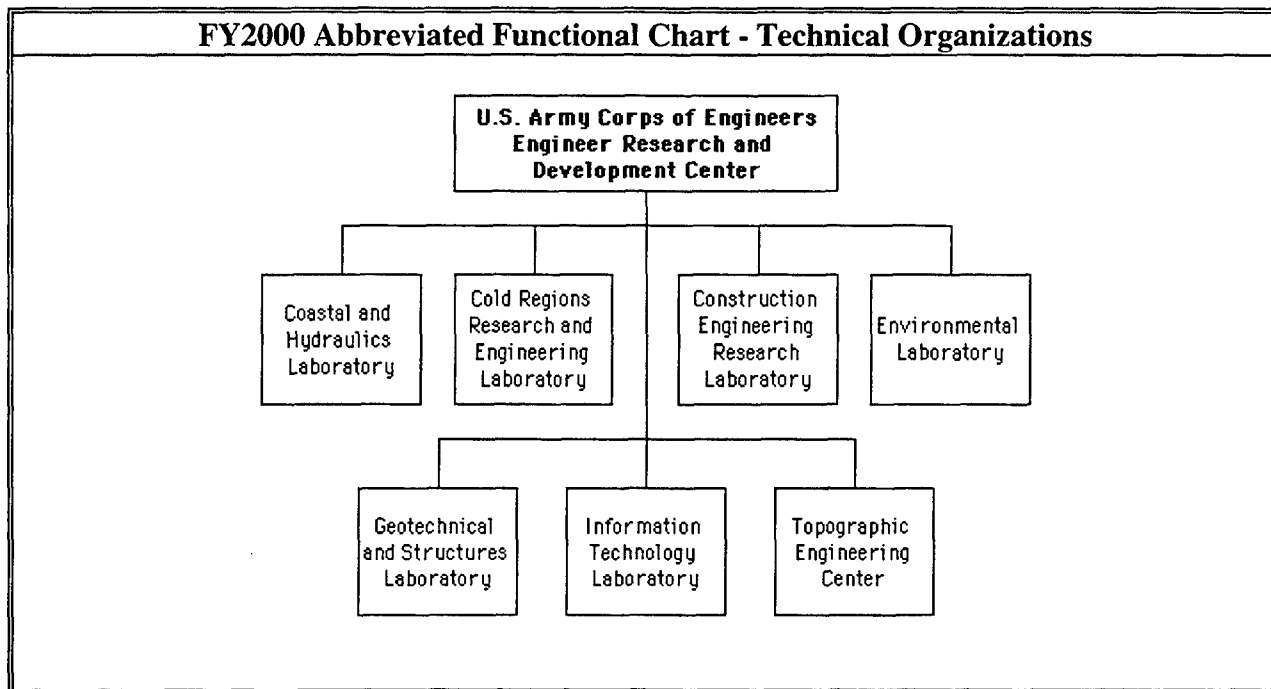 FY2000 Abbreviated Functional Chart - Technical Organizations
U.S. Army Corps of Engineers
Engineer Research and
Development Center
Coastal and
Hydraulics
Laboratory
Cold Regions
Research and
Engineering
Laboratory
Construction
Engineering
Research
Laboratory
Environmental
Laboratory
Geotechnical
and Structures
Laboratory
Information
Technology
Laboratory
Topographic
Engineering
Center